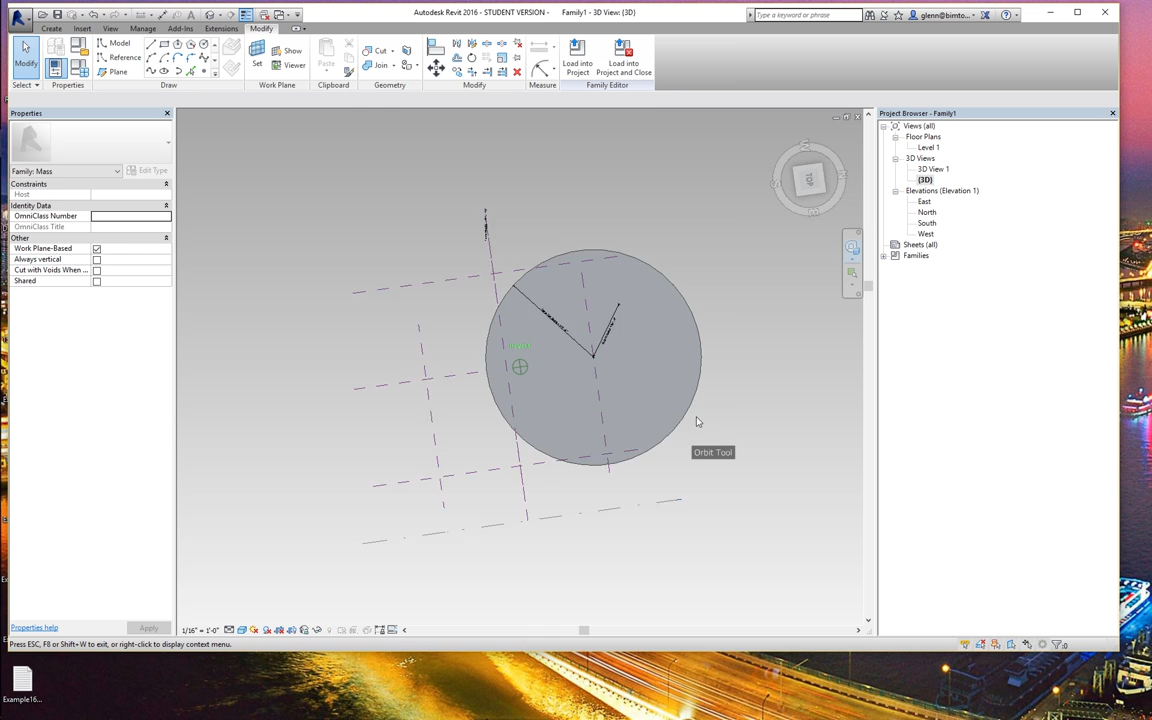 Autodesk Revit 2016 - STUDENT VERSION - Family1 - 3D View: {3D}
Type a keyword or phrase
glenn@bimto...
Create Insert View Manage Add-Ins Extensions Modify
Modify
Model
Reference
Plane
Set
Show
Viewer
Paste
Cut
Join
Load into
Project
Load into
Project and Close
Select Properties Draw Work Plane Clipboard Geometry Modify Measure Family Editor
Properties
Family: Mass
Edit Type
Constraints
Host
Identity Data
OmniClass Number
OmniClass Title
Other
Work Plane-Based
Always vertical
Cut with Voids When ...
Shared
Properties help
Apply
TOP
Orbit Tool
1/16" = 1'-0"
Project Browser - Family1
Views (all)
Floor Plans
Level 1
3D Views
3D View 1
{3D}
Elevations (Elevation 1)
East
North
South
West
Sheets (all)
Families
Press ESC, F8 or Shift+W to exit, or right-click to display context menu.
:0
Example16...